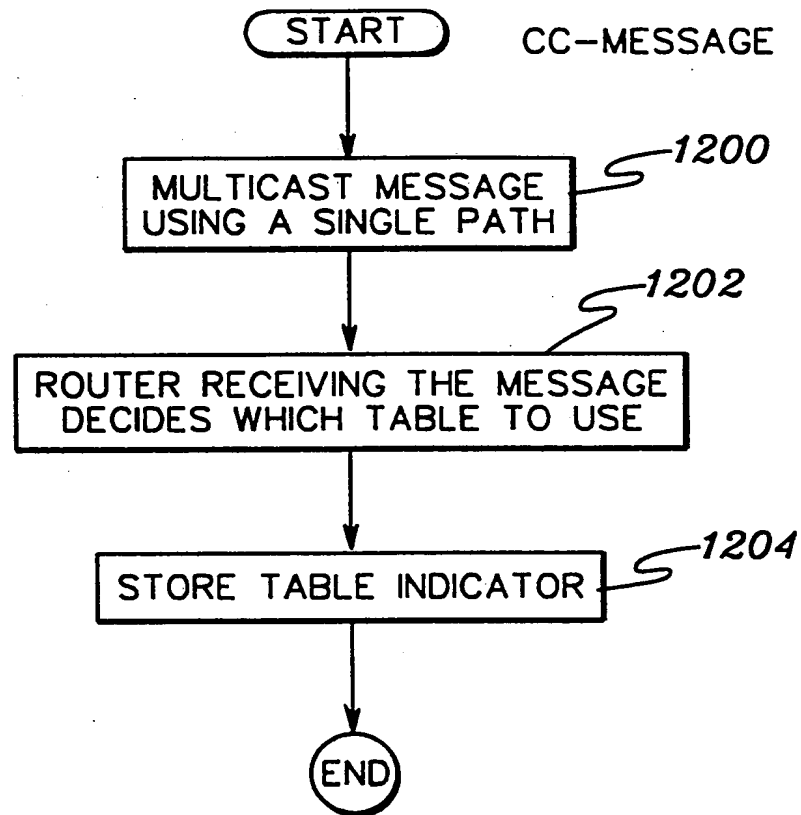 START
CC-MESSAGE
1200
MULTICAST MESSAGE
USING A SINGLE PATH
1202
ROUTER RECEIVING THE MESSAGE
DECIDES WHICH TABLE TO USE
1204
STORE TABLE INDICATOR
END